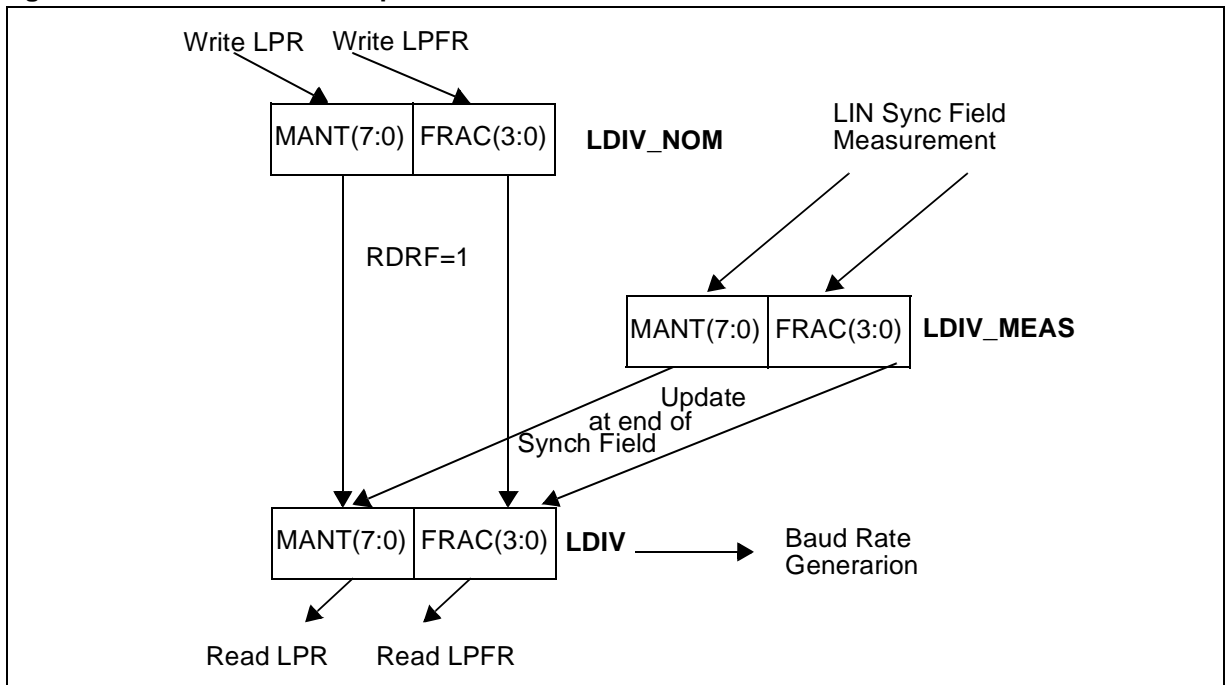 Write LPR Write LPFR
MANT(7:0) FRAC(3:0) LDIV_NOM
LIN Sync Field
Measurement
RDRF=1
MANT(7:0) FRAC(3:0) LDIV_MEAS
Update
at end of
Synch Field
MANT(7:0) FRAC(3:0) LDIV
Baud Rate
Generarion
Read LPR Read LPFR